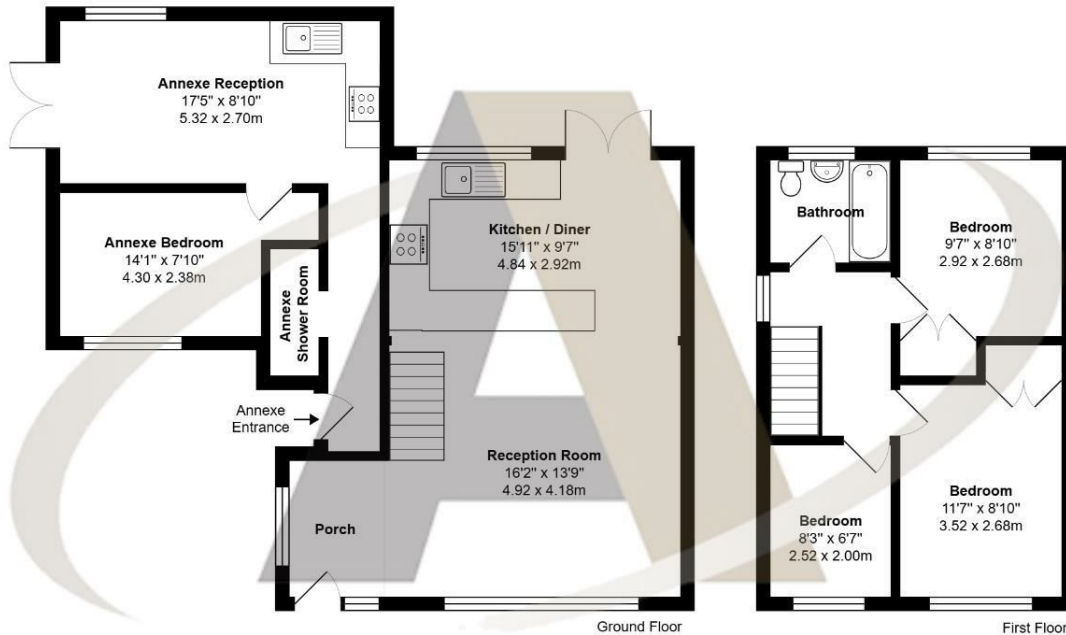 Annexe Reception
17'5" x 8'10"
5.32 x 2.70m
Annexe Bedroom
14'1" x 7'10"
4.30 x 2.38m
Annexe
Shower Room
Annexe
Entrance
Kitchen / Diner
15'11" x 9'7"
4.84 x 2.92m
Reception Room
16'2" x 13'9"
4.92 x 4.18m
Porch
Ground Floor
Bathroom
Bedroom
9'7" x 8'10"
2.92 x 2.68m
Bedroom
11'7" x 8'10"
3.52 x 2.68m
Bedroom
8'3" x 6'7"
2.52 x 2.00m
First Floor
A